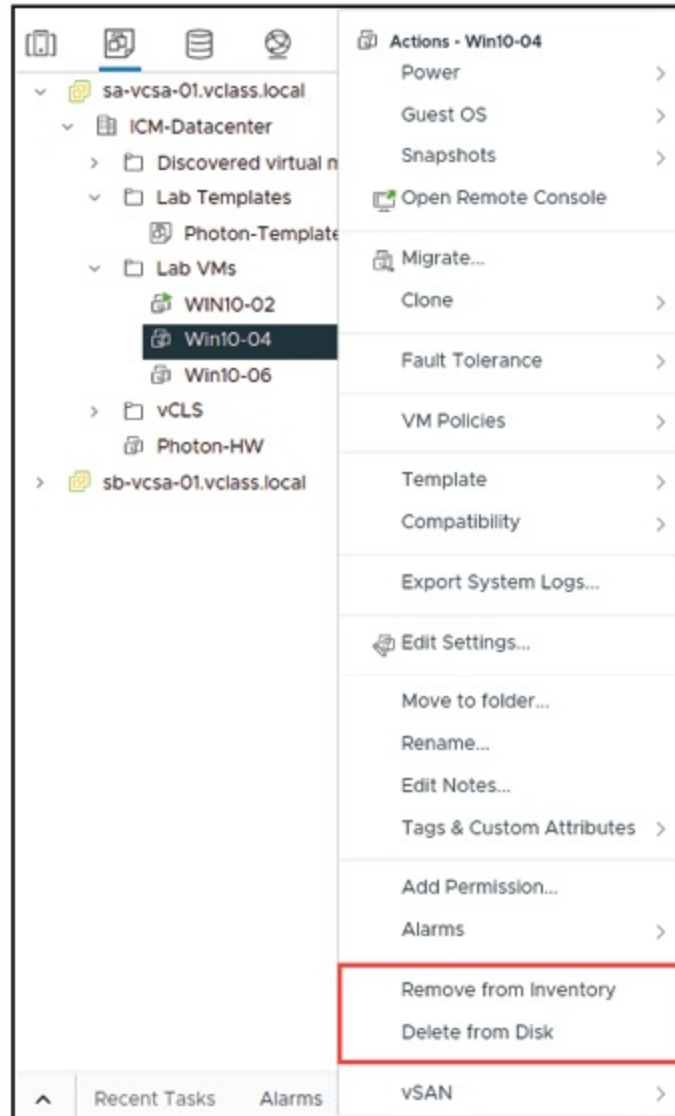 sa-vcsa-01.vclass.local
ICM-Datacenter
Discovered virtual
Lab Templates
Photon-Template
Lab VMs
WIN10-02
Win10-04
Win10-06
vCLS
Photon-HW
sb-vcsa-01.vclass.local
Recent Tasks Alarms
Actions - Win10-04
Power
Guest OS
Snapshots
Open Remote Console
Migrate...
Clone
Fault Tolerance
VM Policies
Template
Compatibility
Export System Logs...
Edit Settings...
Move to folder...
Rename...
Edit Notes...
Tags & Custom Attributes
Add Permission...
Alarms
Remove from Inventory
Delete from Disk
vSAN